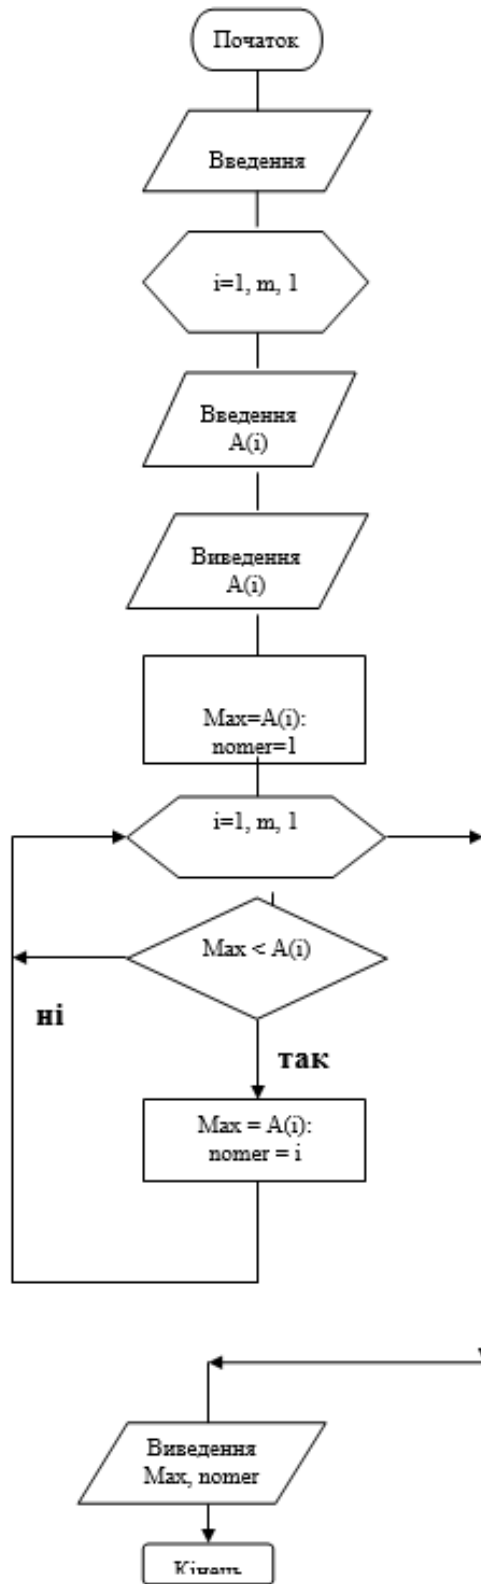 Початок
Введення
i=1, m, 1
Введення
A(i)
Виведення
A(i)
Max=A(i):
nomer=1
i=1, m, 1
Max < A(i)
ні
так
Max = A(i):
nomer = i
Виведення
Max, nomer
Кінець